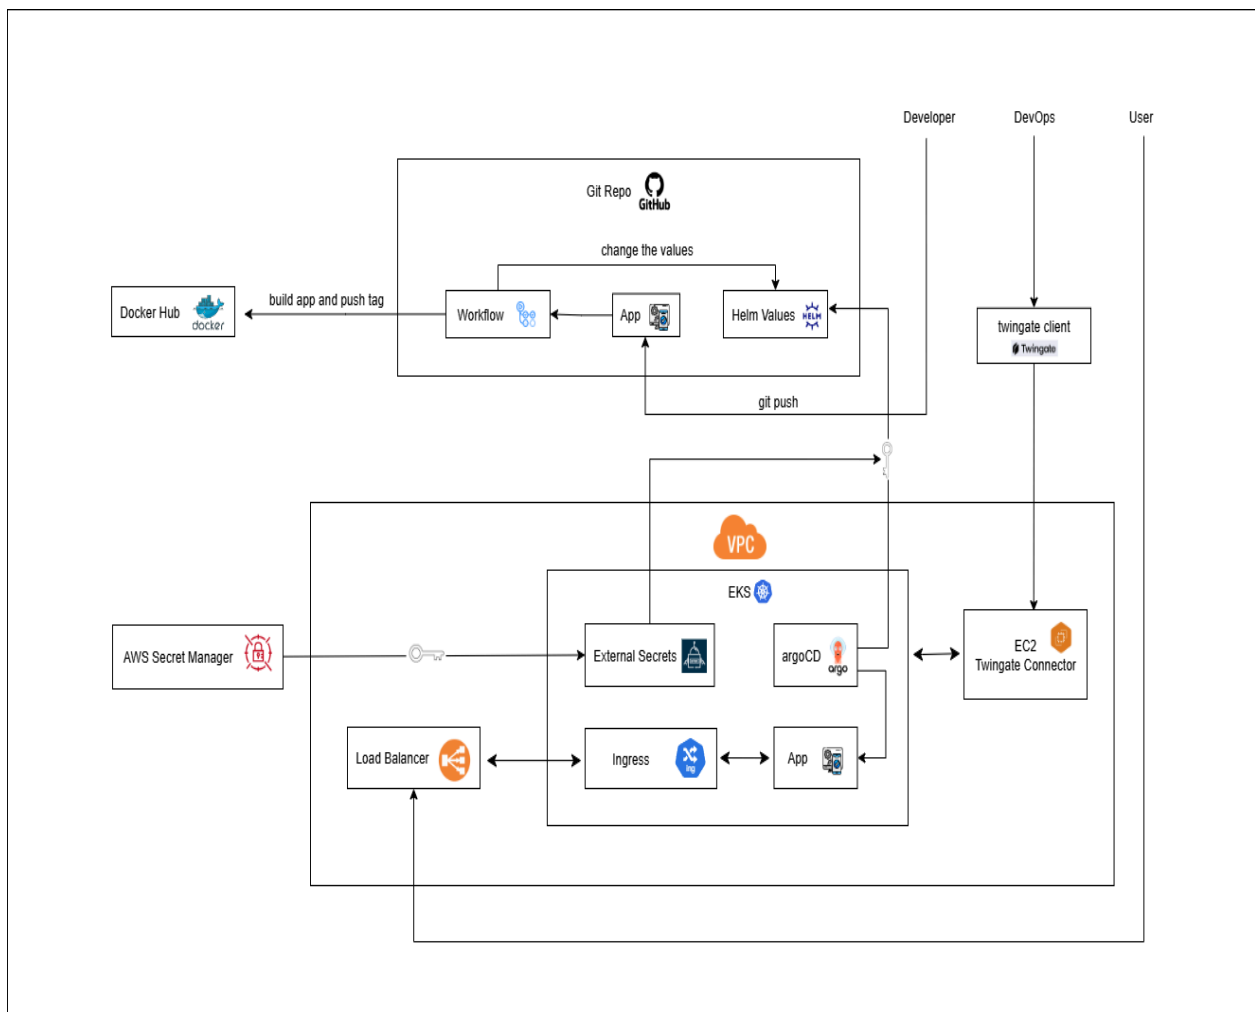 Developer
DevOps
User
Git Repo
GitHub
change the values
build app and push tag
Docker Hub
docker
Workflow
App
Helm Values
HELM
twingate client
Twingate
git push
VPC
EKS
AWS Secret Manager
External Secrets
argoCD
argo
EC2
Twingate Connector
Load Balancer
Ingress
ing
App